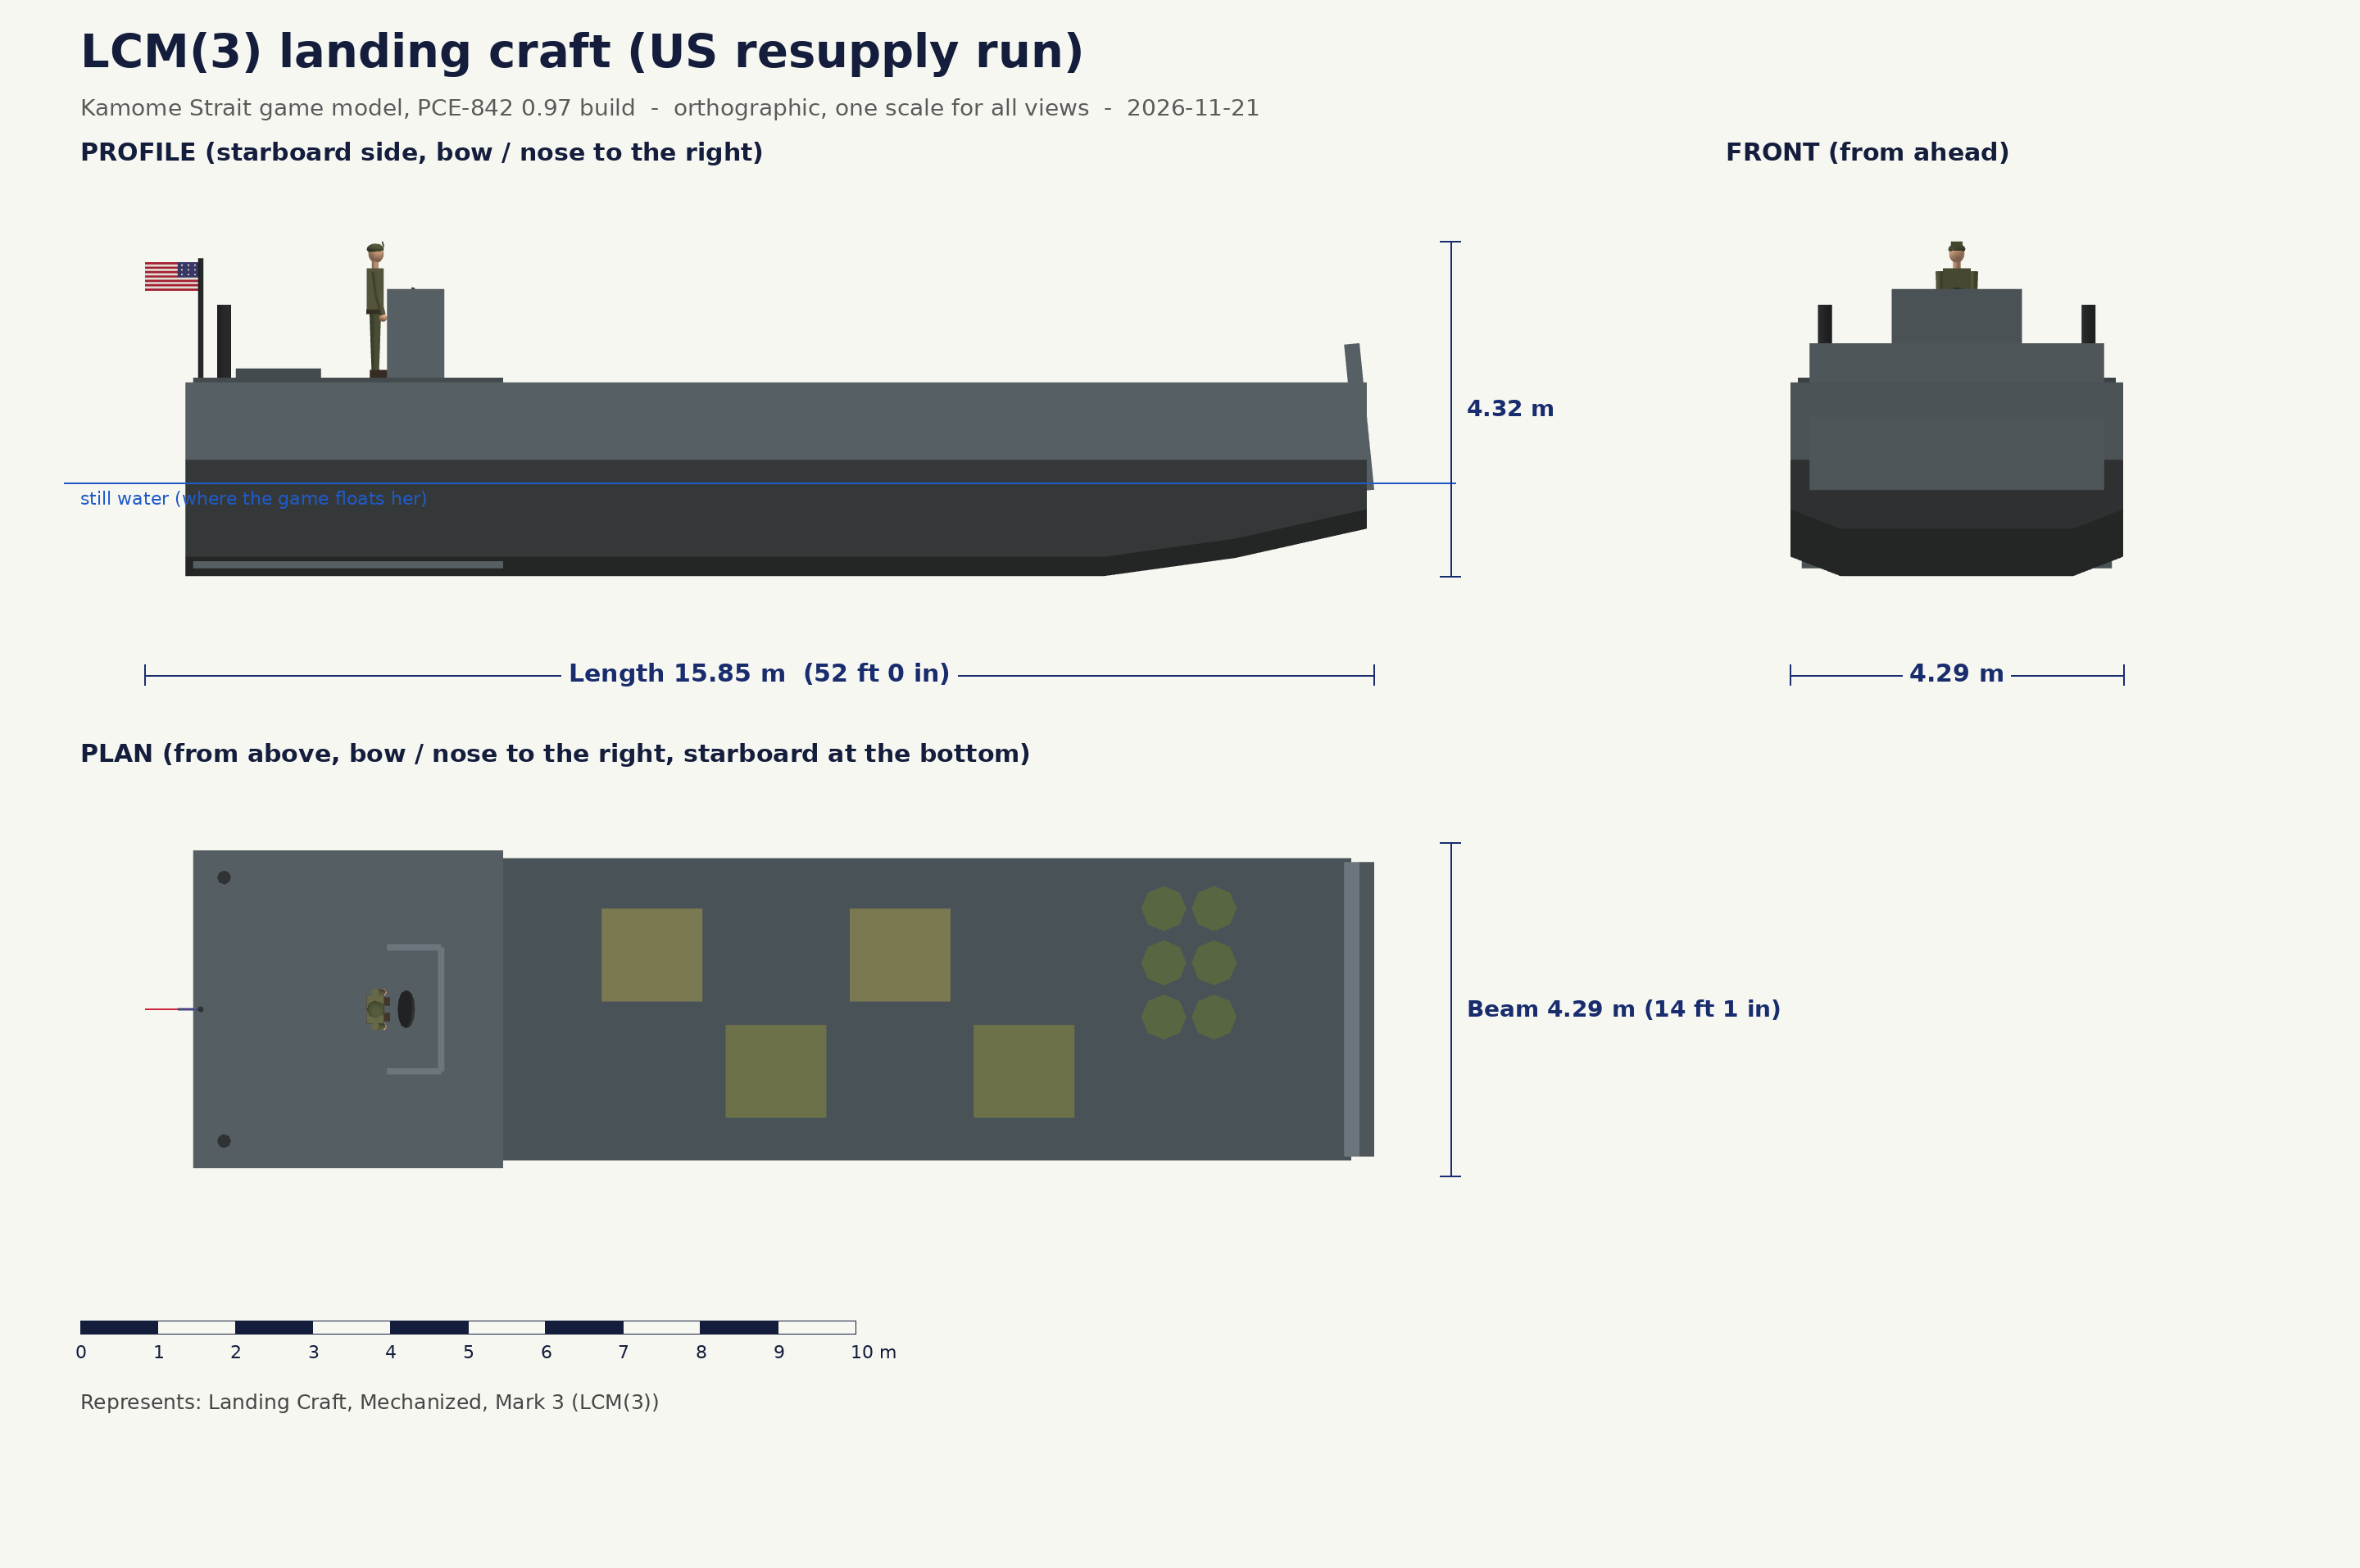 LCM(3) landing craft (US resupply run)
Kamome Strait game model, PCE-842 0.97 build - orthographic, one scale for all views - 2026-11-21
PROFILE (starboard side, bow / nose to the right)
FRONT (from ahead)
4.32 m
still water (where the game floats her)
Length 15.85 m (52 ft 0 in)
4.29 m
PLAN (from above, bow / nose to the right, starboard at the bottom)
Beam 4.29 m (14 ft 1 in)
0 1 2 3 4 5 6 7 8 9 10 m
Represents: Landing Craft, Mechanized, Mark 3 (LCM(3))